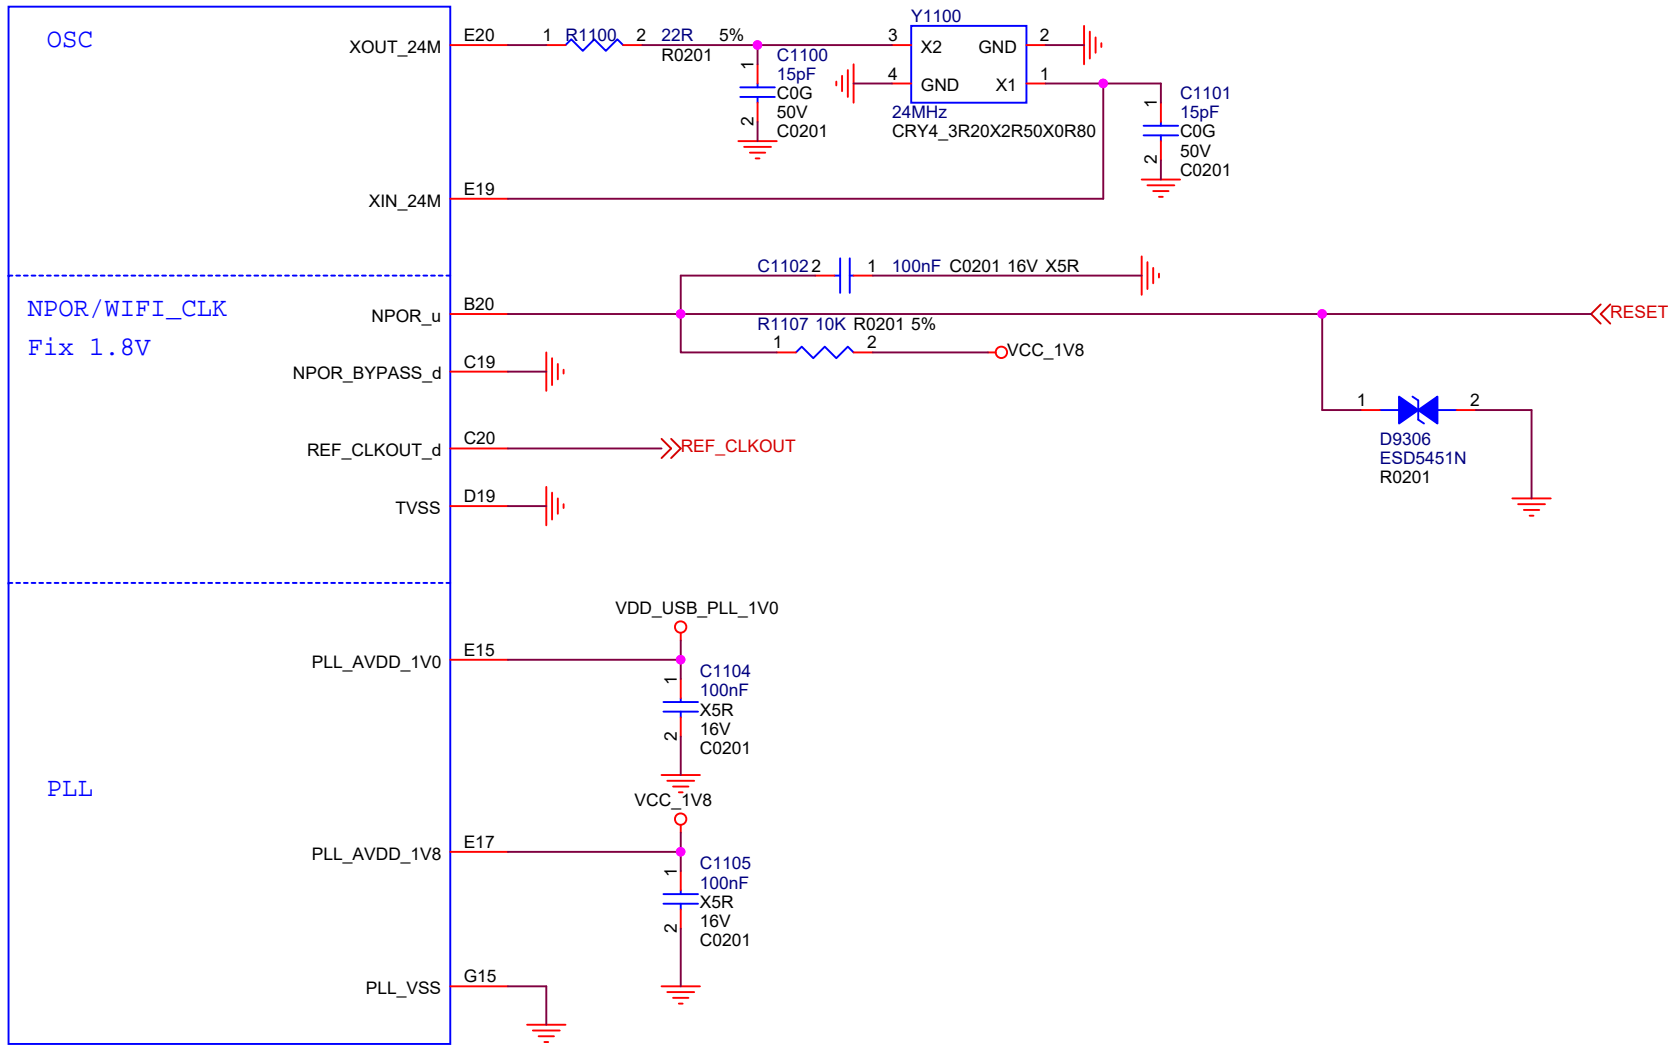 OSC
XOUT_24M
E20
1 R1100 2 22R 5%
R0201
C1100
15pF
C0G
50V
C0201
1
2
Y1100
3 X2 GND 2
4 GND X1 1
24MHz
CRY4_3R20X2R50X0R80
C1101
15pF
C0G
50V
C0201
1
2
XIN_24M
E19
NPOR/WIFI_CLK
Fix 1.8V
C1102 2 1 100nF C0201 16V X5R
NPOR_u
B20
RESET
R1107 10K R0201 5%
1 2
VCC_1V8
NPOR_BYPASS_d
C19
1 2
D9306
ESD5451N
R0201
REF_CLKOUT_d
C20
REF_CLKOUT
TVSS
D19
PLL
VDD_USB_PLL_1V0
PLL_AVDD_1V0
E15
1
2
C1104
100nF
X5R
16V
C0201
VCC_1V8
PLL_AVDD_1V8
E17
1
2
C1105
100nF
X5R
16V
C0201
PLL_VSS
G15